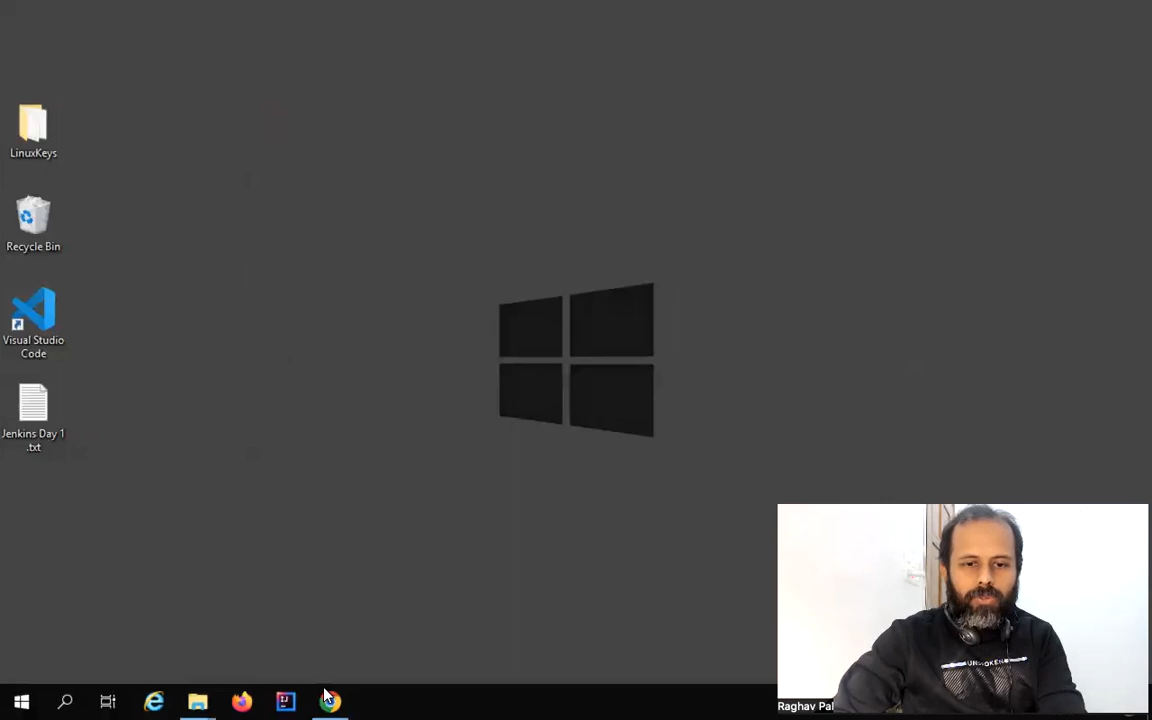 LinuxKeys
Recycle Bin
Visual Studio
Code
Jenkins Day 1
.txt
Raghav Pal